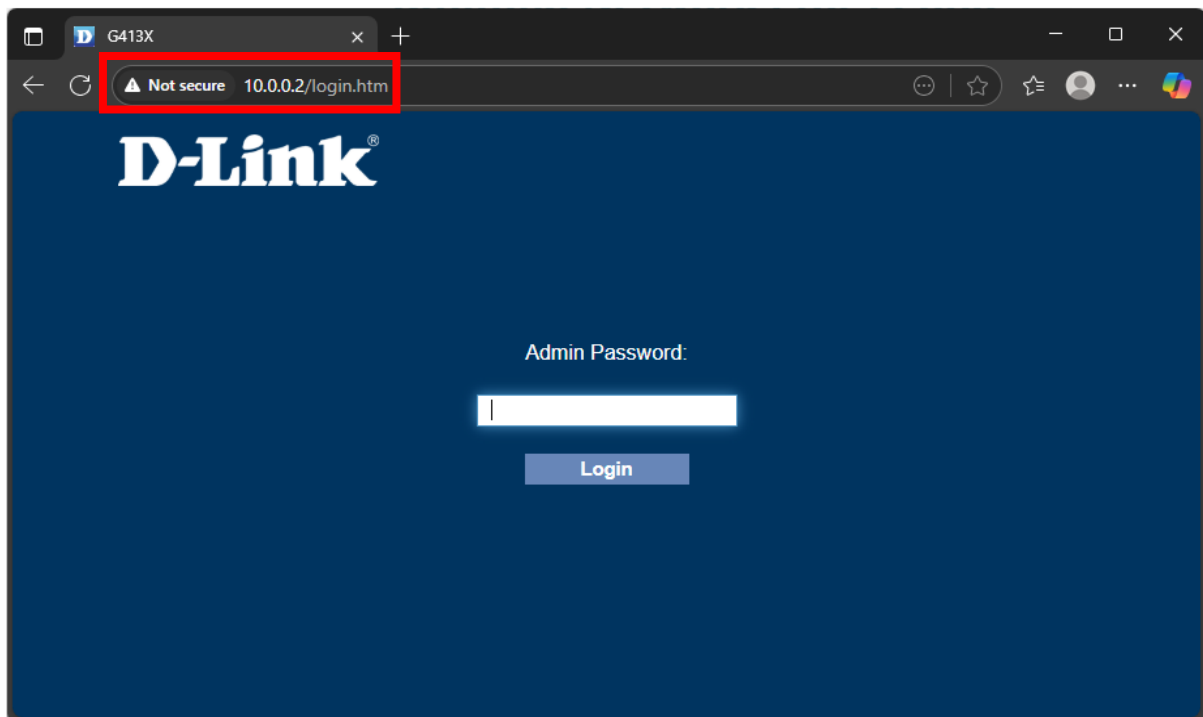 G413X
Not secure 10.0.0.2/login.htm
D-Link®
Admin Password:
Login